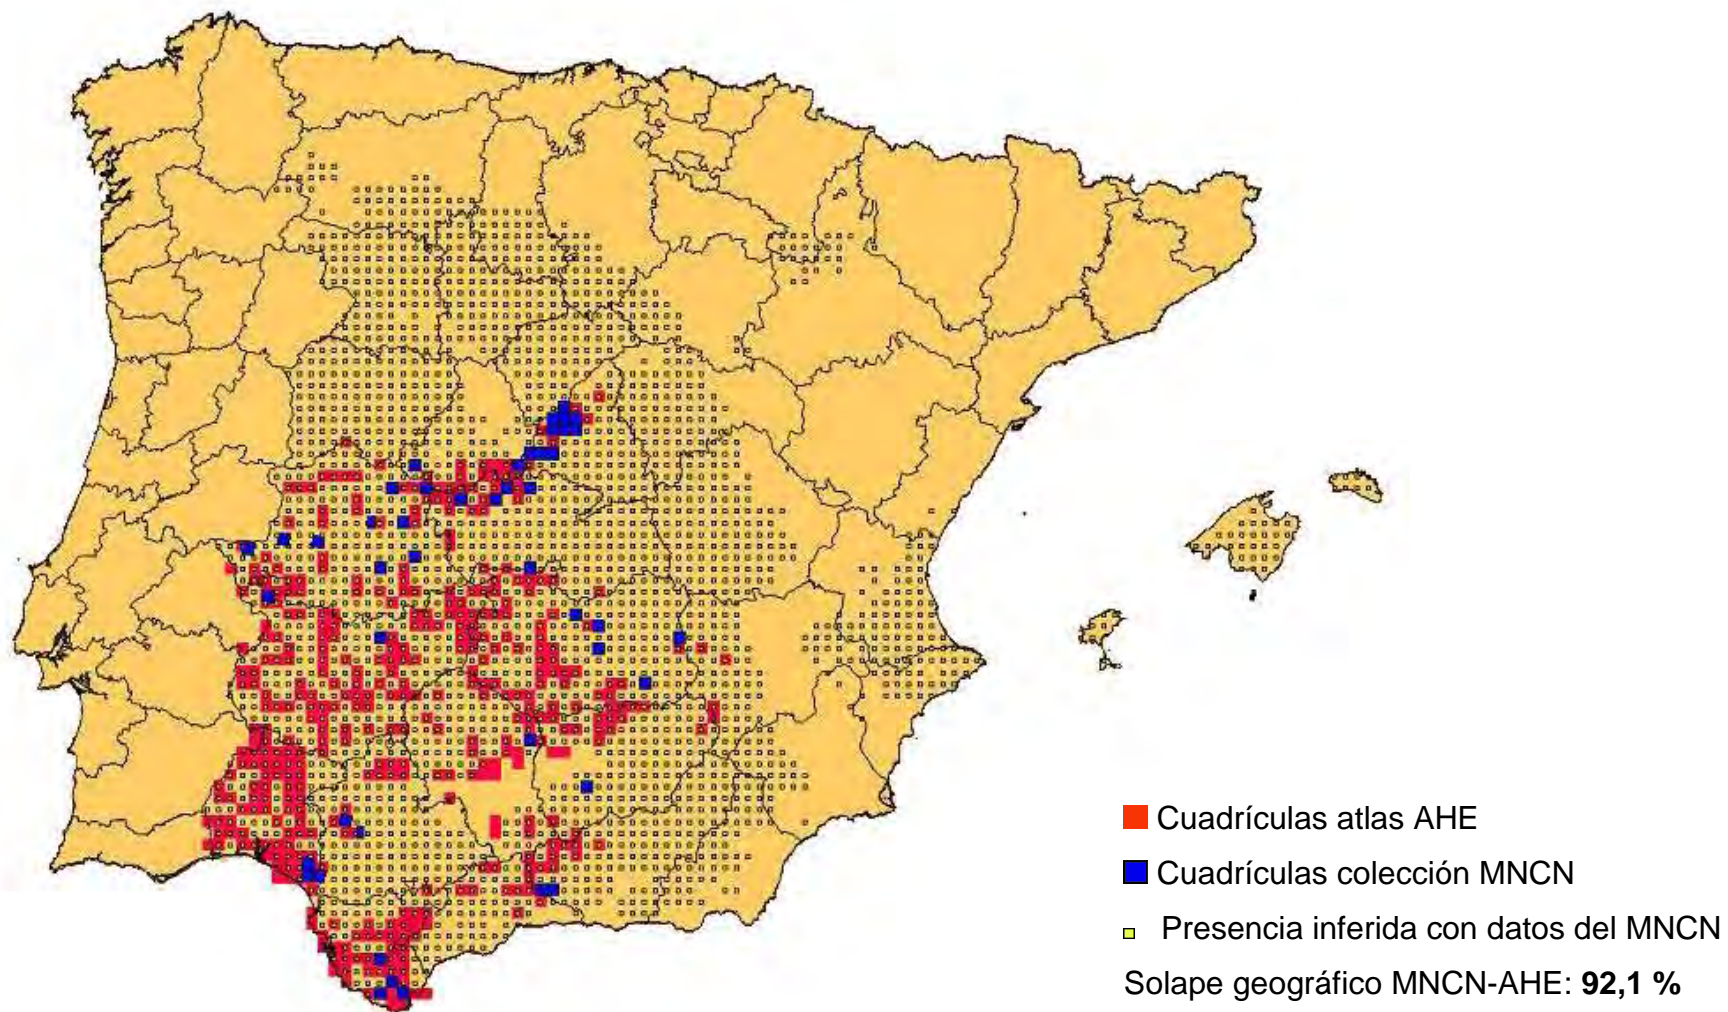 Cuadrículas atlas AHE
Cuadrículas colección MNCN
Presencia inferida con datos del MNCN
Solape geográfico MNCN-AHE: 92,1 %